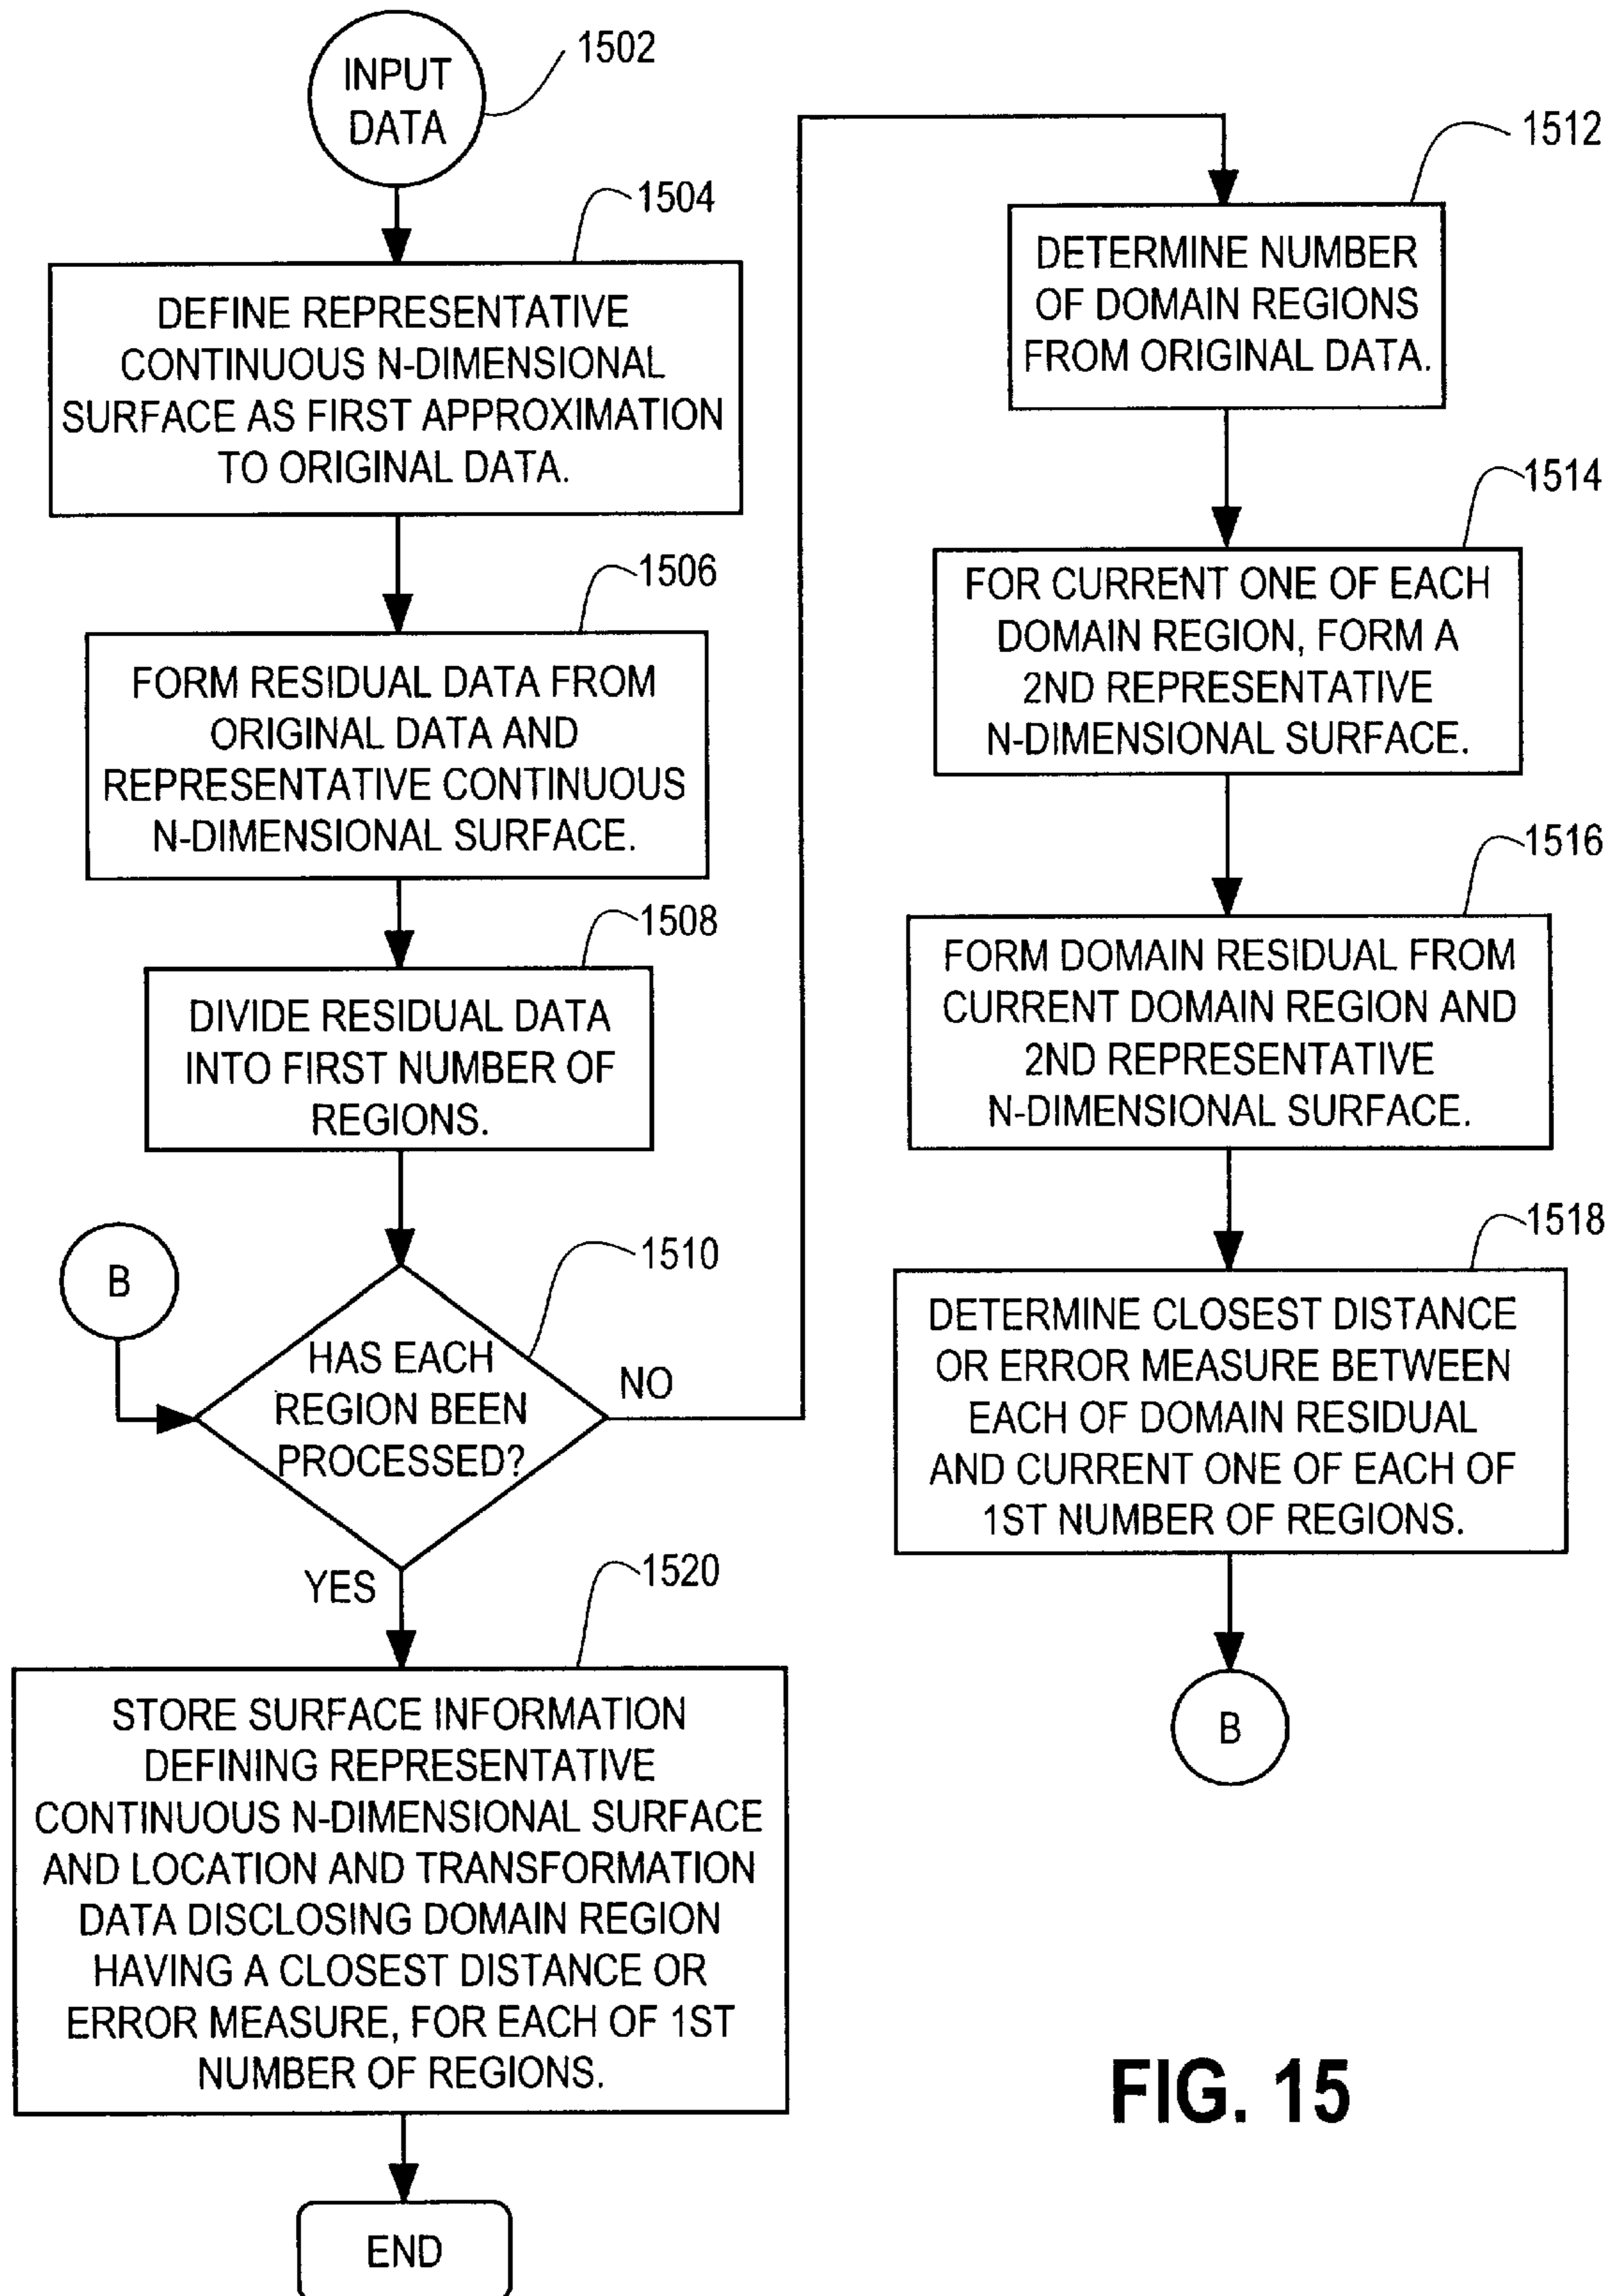 INPUT
DATA
1502
1504
DEFINE REPRESENTATIVE
CONTINUOUS N-DIMENSIONAL
SURFACE AS FIRST APPROXIMATION
TO ORIGINAL DATA.
1506
FORM RESIDUAL DATA FROM
ORIGINAL DATA AND
REPRESENTATIVE CONTINUOUS
N-DIMENSIONAL SURFACE.
1508
DIVIDE RESIDUAL DATA
INTO FIRST NUMBER OF
REGIONS.
B
1510
HAS EACH
REGION BEEN
PROCESSED?
NO
YES
1520
STORE SURFACE INFORMATION
DEFINING REPRESENTATIVE
CONTINUOUS N-DIMENSIONAL SURFACE
AND LOCATION AND TRANSFORMATION
DATA DISCLOSING DOMAIN REGION
HAVING A CLOSEST DISTANCE OR
ERROR MEASURE, FOR EACH OF 1ST
NUMBER OF REGIONS.
END
1512
DETERMINE NUMBER
OF DOMAIN REGIONS
FROM ORIGINAL DATA.
1514
FOR CURRENT ONE OF EACH
DOMAIN REGION, FORM A
2ND REPRESENTATIVE
N-DIMENSIONAL SURFACE.
1516
FORM DOMAIN RESIDUAL FROM
CURRENT DOMAIN REGION AND
2ND REPRESENTATIVE
N-DIMENSIONAL SURFACE.
1518
DETERMINE CLOSEST DISTANCE
OR ERROR MEASURE BETWEEN
EACH OF DOMAIN RESIDUAL
AND CURRENT ONE OF EACH OF
1ST NUMBER OF REGIONS.
B
FIG. 15